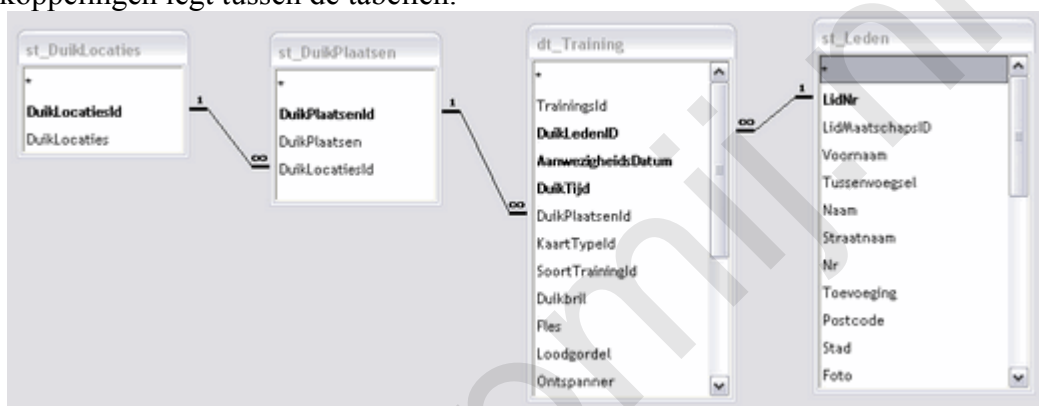 koppelingen legt tussen de tabellen.
st_DuikLocaties
*
DuikLocatiesId
DuikLocaties
st_DuikPlaatsen
*
DuikPlaatsenId
DuikPlaatsen
DuikLocatiesId
dt_Training
*
TrainingsId
DuikLedenID
AanwezigheidsDatum
DuikTijd
DuikPlaatsenId
KaartTypeId
SoortTrainingId
Duikbril
Fles
Loodgordel
Ontspanner
st_Leden
*
LidNr
LidMaatschapsID
Voornaam
Tussenvoegsel
Naam
Straatnaam
Nr
Toevoeging
Postcode
Stad
Foto
1
∞
1
∞
∞
1